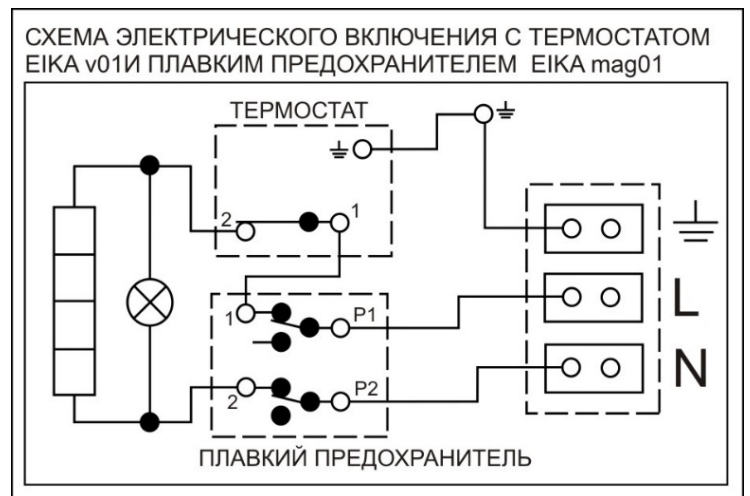 СХЕМА ЭЛЕКТРИЧЕСКОГО ВКЛЮЧЕНИЯ С ТЕРМОСТАТОМ
EIKA v01И ПЛАВКИМ ПРЕДОХРАНИТЕЛЕМ EIKA mag01
ТЕРМОСТАТ
2
1
1
P1
L
2
P2
N
ПЛАВКИЙ ПРЕДОХРАНИТЕЛЬ